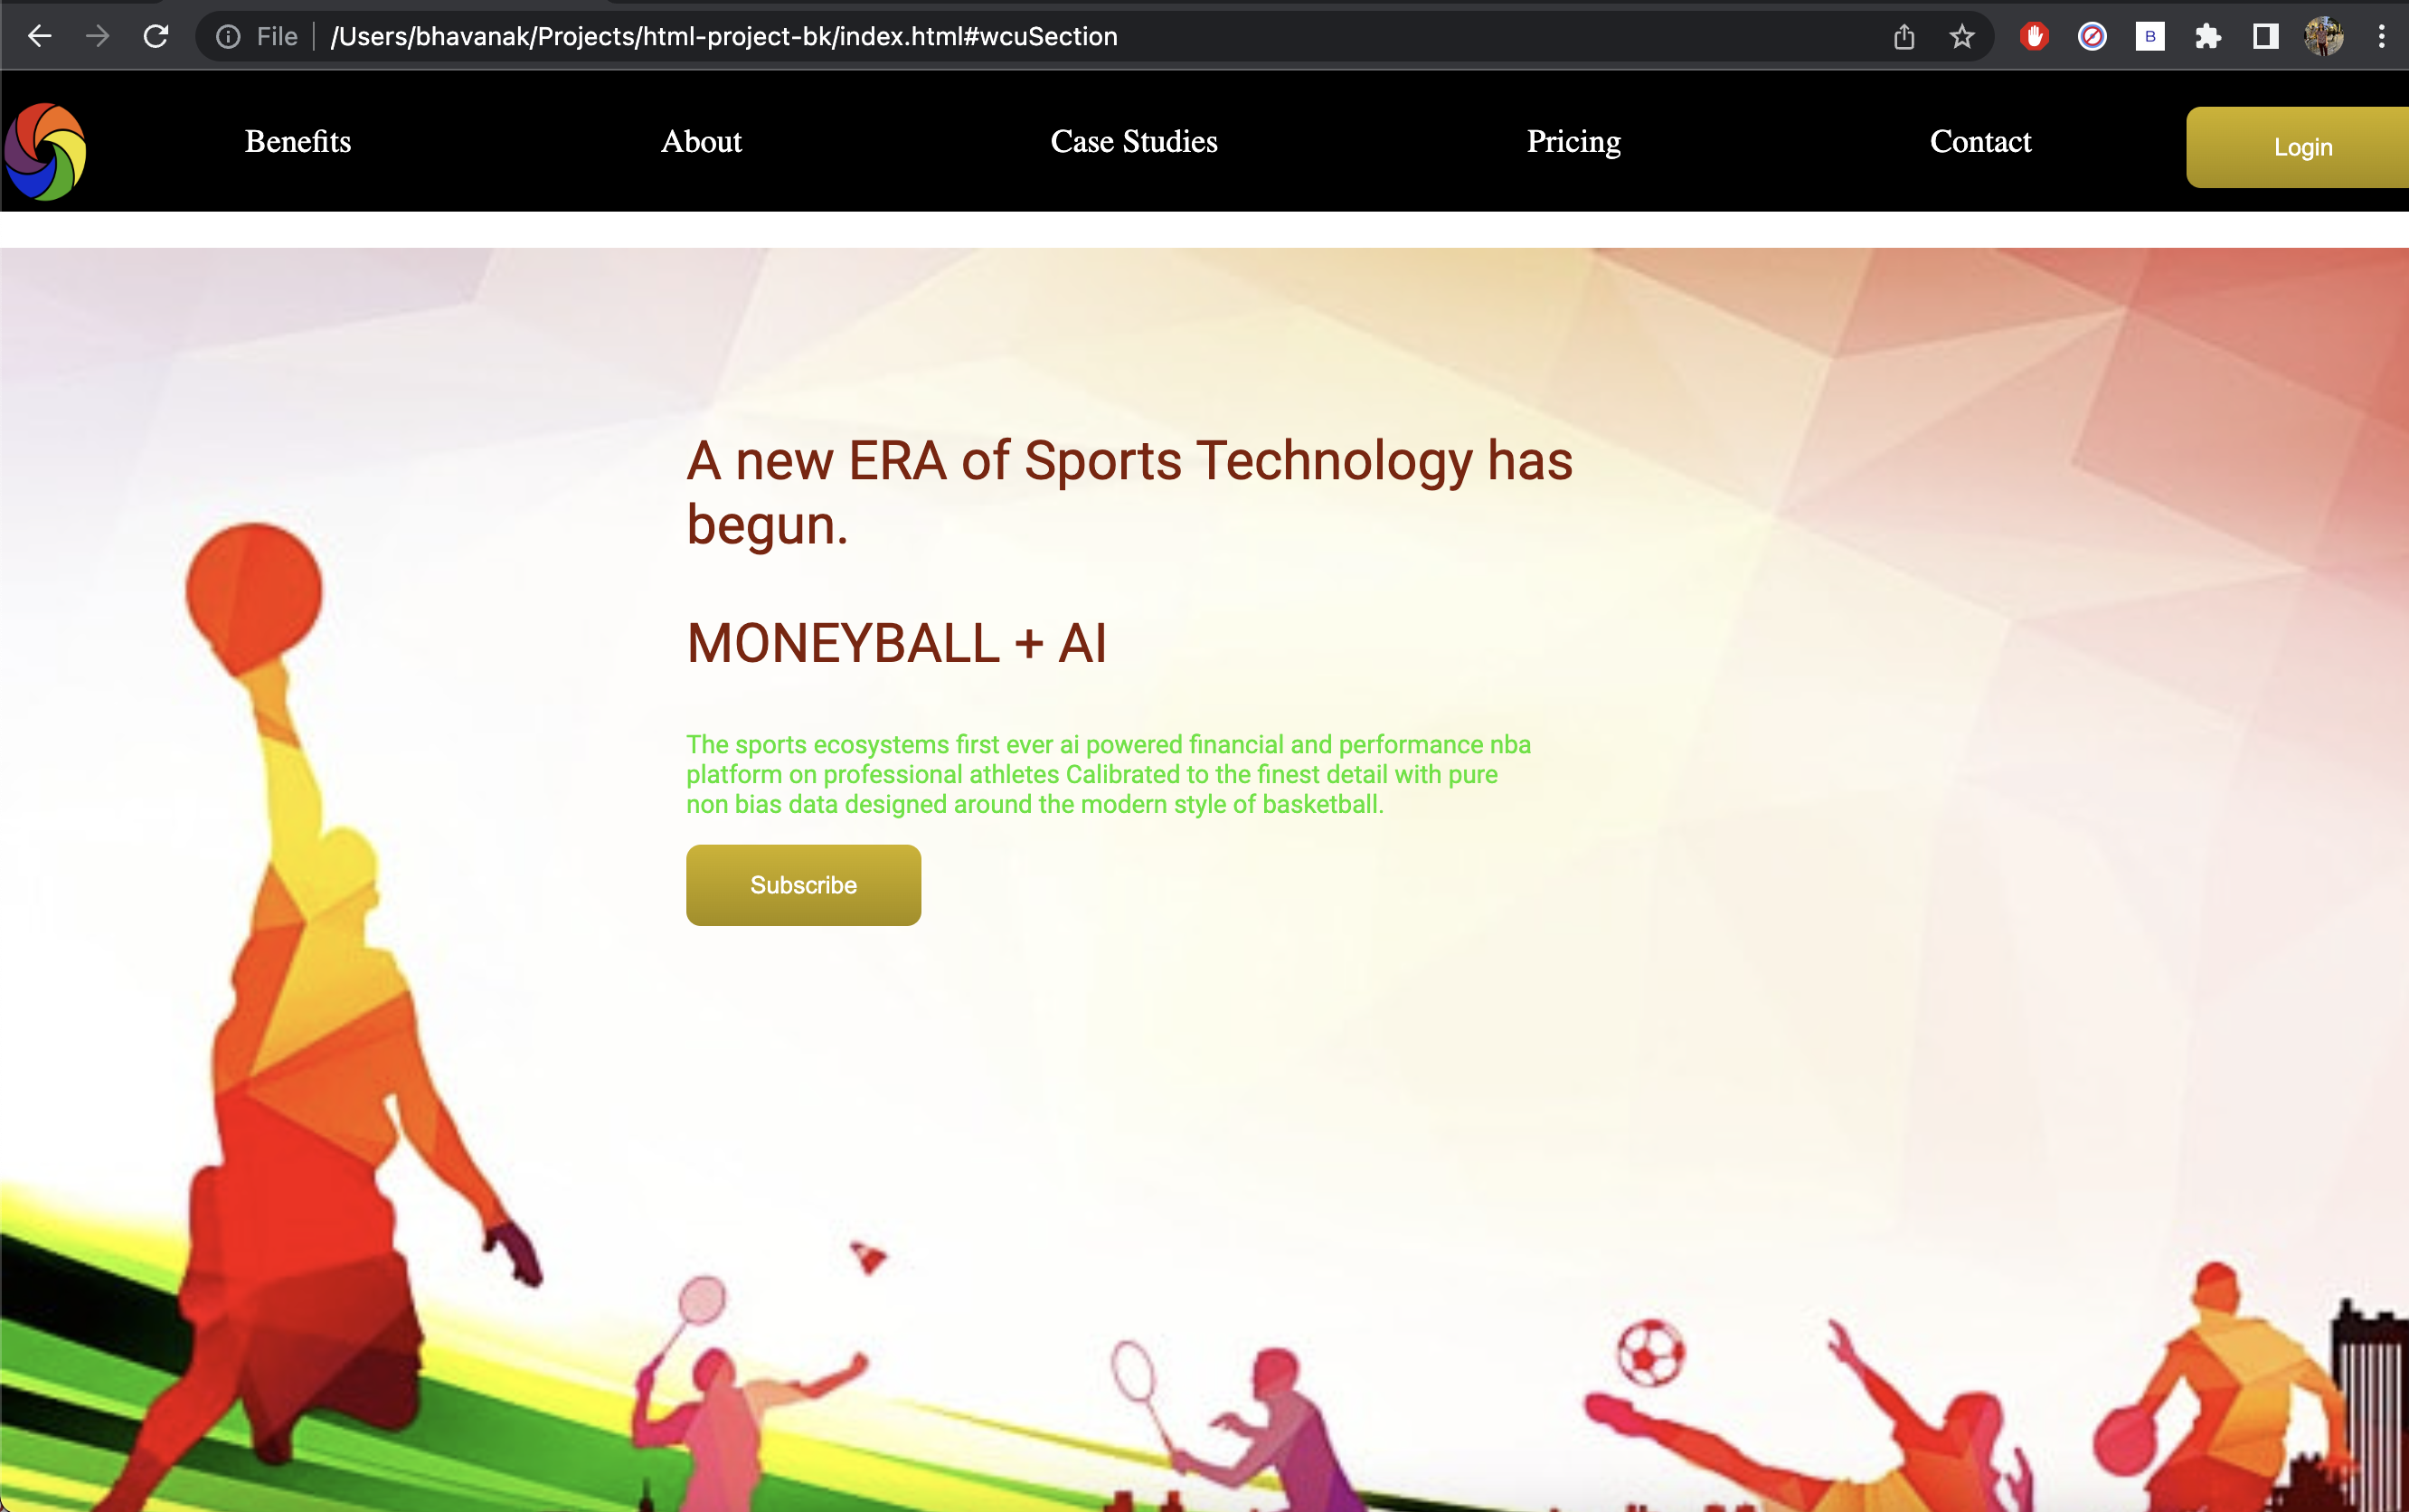 File | /Users/bhavanak/Projects/html-project-bk/index.html#wcuSection
B
Benefits
About
Case Studies
Pricing
Contact
Login
A new ERA of Sports Technology has
begun.
MONEYBALL + AI
The sports ecosystems first ever ai powered financial and performance nba
platform on professional athletes Calibrated to the finest detail with pure
non bias data designed around the modern style of basketball.
Subscribe